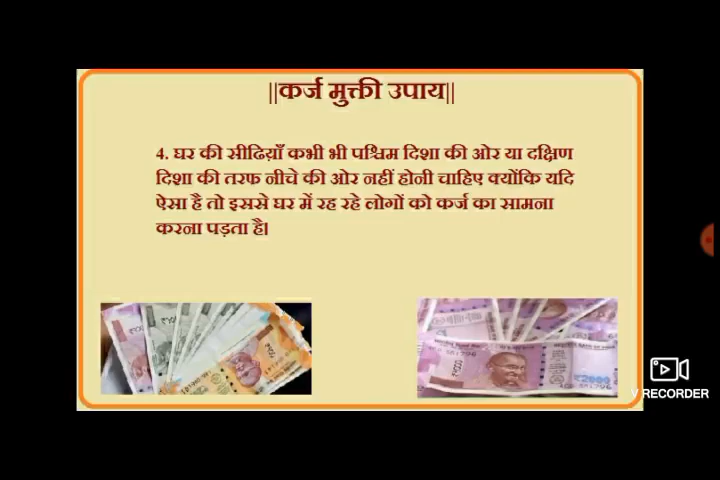 ||कर्ज मुक्ती उपाय||
4. घर की सीढियाँ कभी भी पश्चिम दिशा की ओर या दक्षिण
दिशा की तरफ नीचे की ओर नहीं होनी चाहिए क्योंकि यदि
ऐसा है तो इससे घर में रह रहे लोगों को कर्ज का सामना
करना पड़ता है।
₹2000
V RECORDER